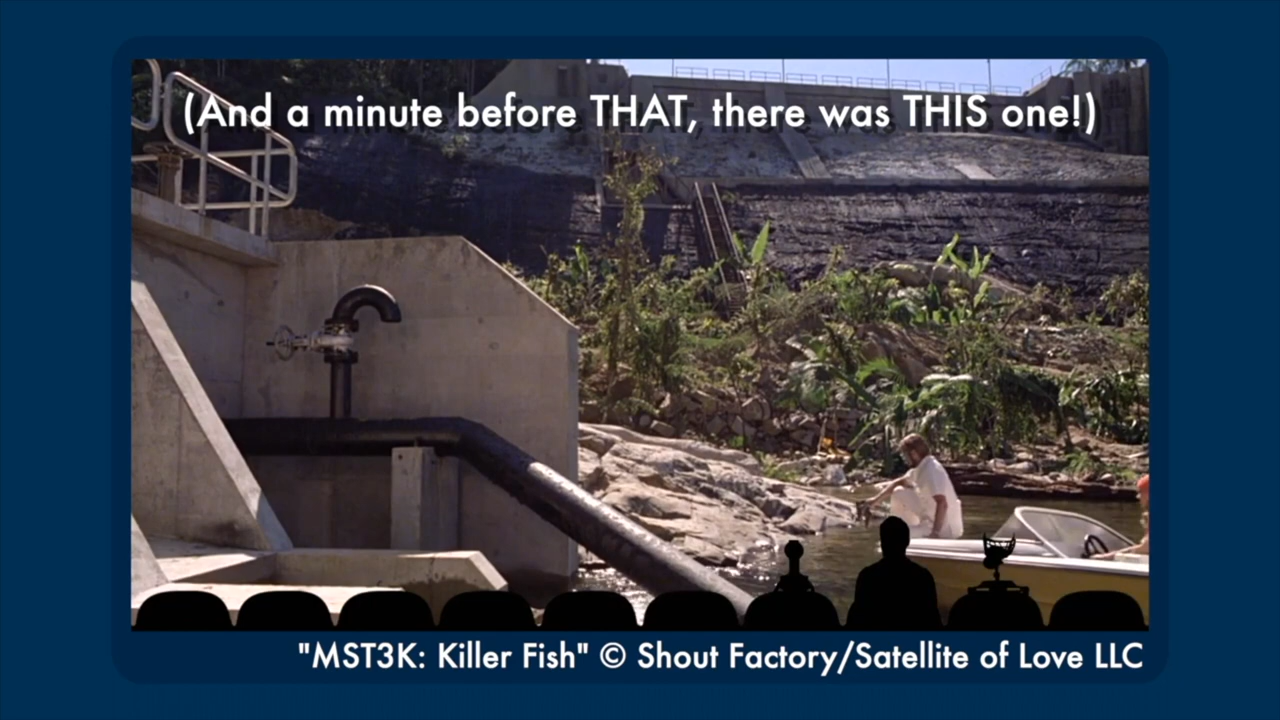 (And a minute before THAT, there was THIS one!)
"MST3K: Killer Fish" © Shout Factory/Satellite of Love LLC